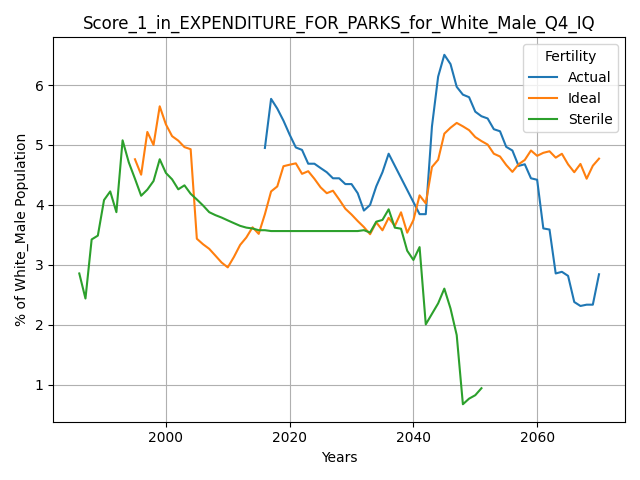 Score_1_in_EXPENDITURE_FOR_PARKS_for_White_Male_Q4_IQ
Fertility
Actual
Ideal
Sterile
% of White_Male Population
6
5
4
3
2
1
2000 2020 2040 2060
Years